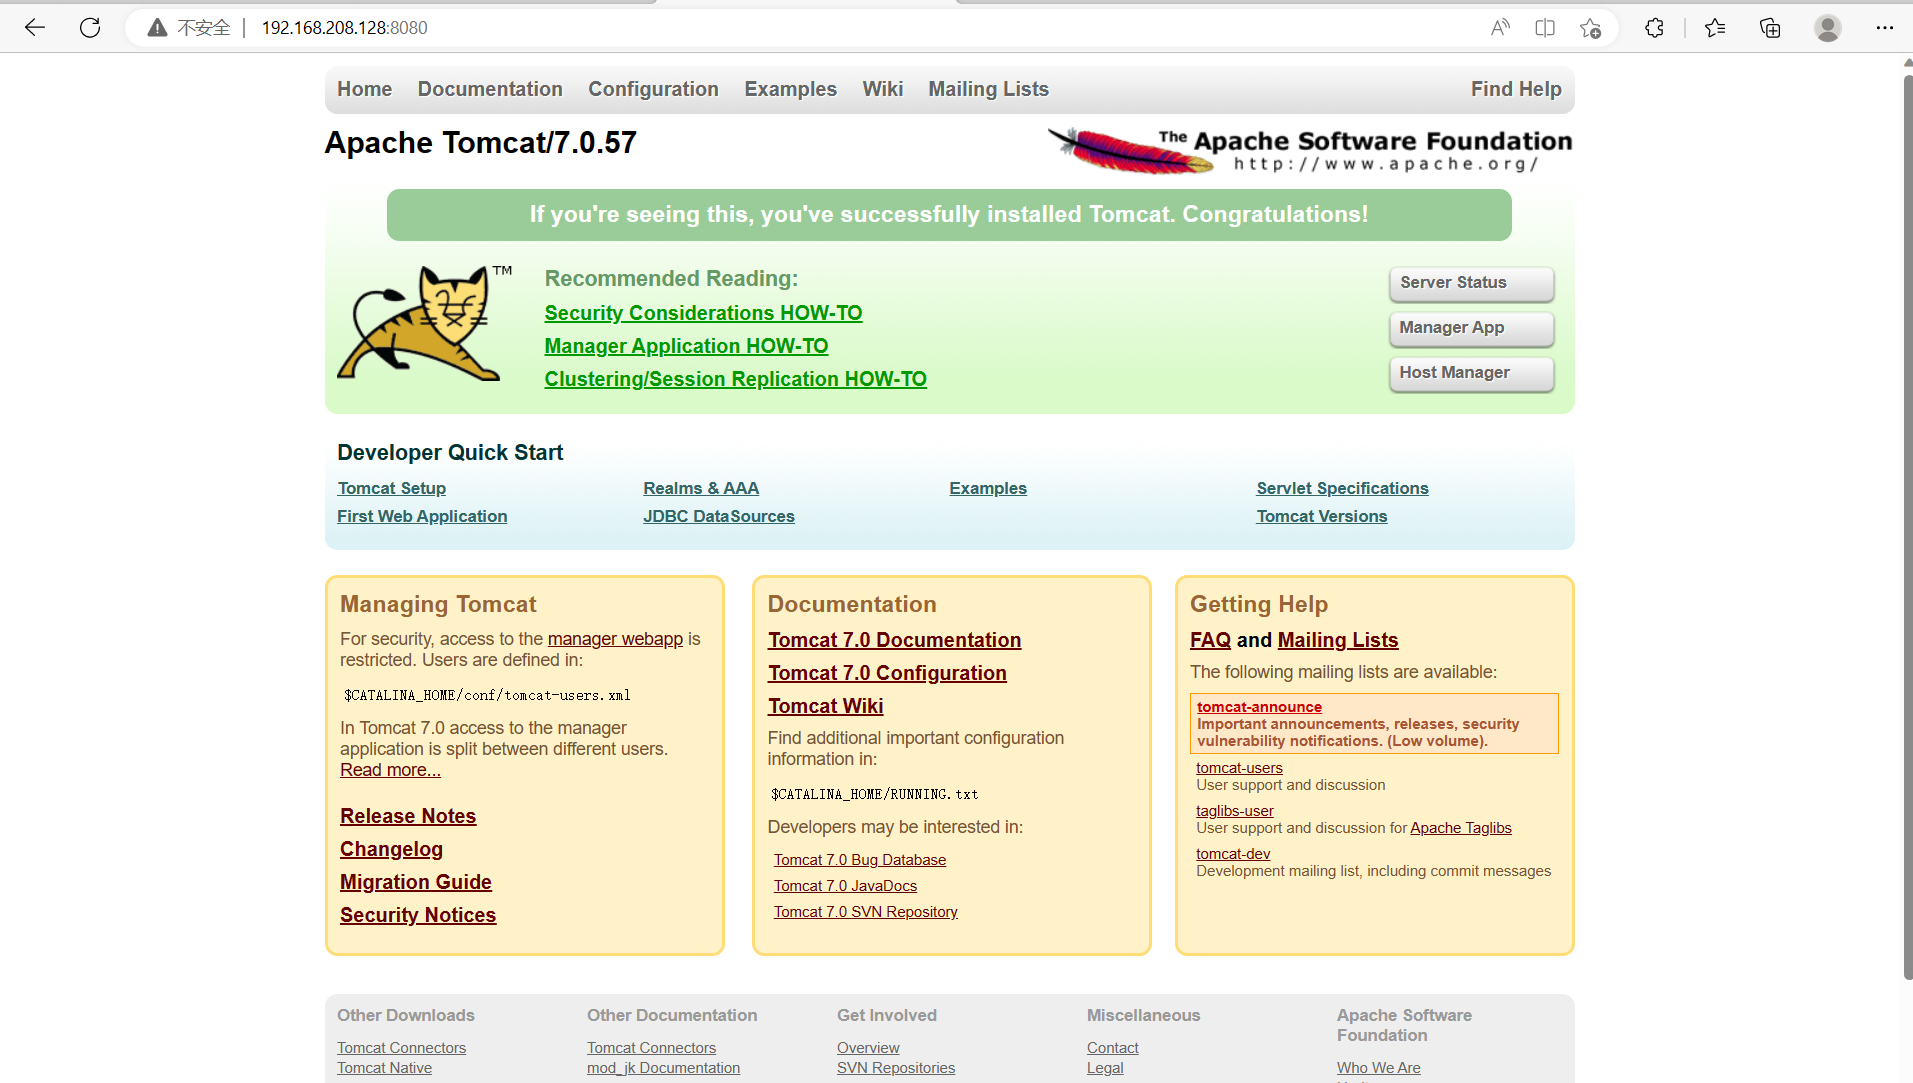 不安全 192.168.208.128:8080
Home Documentation Configuration Examples Wiki Mailing Lists Find Help
Apache Tomcat/7.0.57
The Apache Software Foundation
http://www.apache.org/
If you're seeing this, you've successfully installed Tomcat. Congratulations!
TM
Recommended Reading:
Security Considerations HOW-TO
Manager Application HOW-TO
Clustering/Session Replication HOW-TO
Server Status
Manager App
Host Manager
Developer Quick Start
Tomcat Setup
First Web Application
Realms & AAA
JDBC DataSources
Examples
Servlet Specifications
Tomcat Versions
Managing Tomcat
For security, access to the manager webapp is
restricted. Users are defined in:
$CATALINA_HOME/conf/tomcat-users.xml
In Tomcat 7.0 access to the manager
application is split between different users.
Read more...
Release Notes
Changelog
Migration Guide
Security Notices
Documentation
Tomcat 7.0 Documentation
Tomcat 7.0 Configuration
Tomcat Wiki
Find additional important configuration
information in:
$CATALINA_HOME/RUNNING.txt
Developers may be interested in:
Tomcat 7.0 Bug Database
Tomcat 7.0 JavaDocs
Tomcat 7.0 SVN Repository
Getting Help
FAQ and Mailing Lists
The following mailing lists are available:
tomcat-announce
Important announcements, releases, security
vulnerability notifications. (Low volume).
tomcat-users
User support and discussion
taglibs-user
User support and discussion for Apache Taglibs
tomcat-dev
Development mailing list, including commit messages
Other Downloads
Tomcat Connectors
Tomcat Native
Other Documentation
Tomcat Connectors
mod_jk Documentation
Get Involved
Overview
SVN Repositories
Miscellaneous
Contact
Legal
Apache Software
Foundation
Who We Are